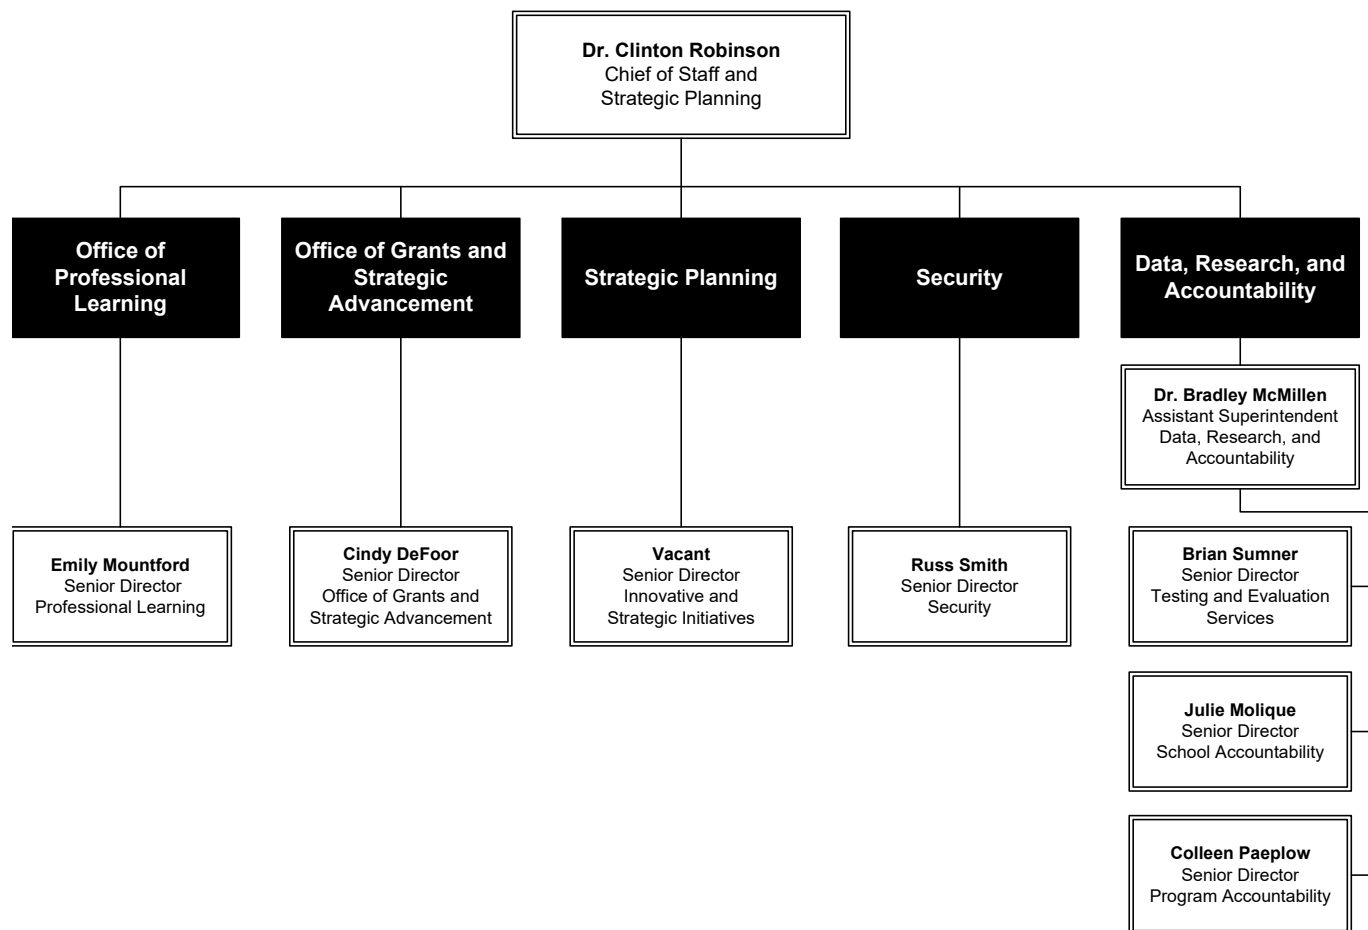 Dr. Clinton Robinson
Chief of Staff and
Strategic Planning
Office of
Professional
Learning
Office of Grants and
Strategic
Advancement
Strategic Planning
Security
Data, Research, and
Accountability
Dr. Bradley McMillen
Assistant Superintendent
Data, Research, and
Accountability
Emily Mountford
Senior Director
Professional Learning
Cindy DeFoor
Senior Director
Office of Grants and
Strategic Advancement
Vacant
Senior Director
Innovative and
Strategic Initiatives
Russ Smith
Senior Director
Security
Brian Sumner
Senior Director
Testing and Evaluation
Services
Julie Molique
Senior Director
School Accountability
Colleen Paeplow
Senior Director
Program Accountability